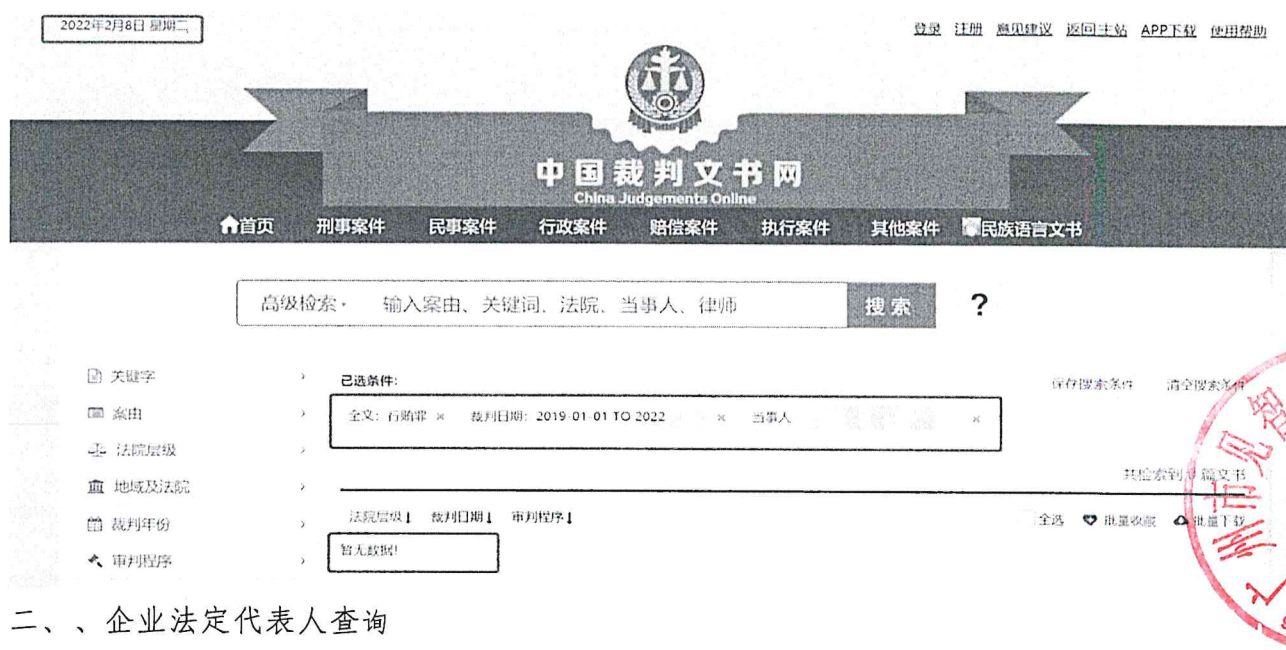 2022年2月8日 星期二
登录 注册 意见建议 返回主站 APP下载 使用帮助
中国裁判文书网
China Judgements Online
首页 刑事案件 民事案件 行政案件 赔偿案件 执行案件 其他案件 民族语言文书
高级检索 输入案由、关键词、法院、当事人、律师 搜索 ?
关键字
案由
法院层级
地域及法院
裁判年份
审判程序
已选条件:
保存搜索条件 清空搜索条件
全文: 行贿罪 × 裁判日期: 2019-01-01 TO 2022 × 当事人 ×
共检索到 篇文书
法院层级↓ 裁判日期↓ 审判程序↓
全选 批量收藏 批量下载
暂无数据!
广州市见智
二、、企业法定代表人查询